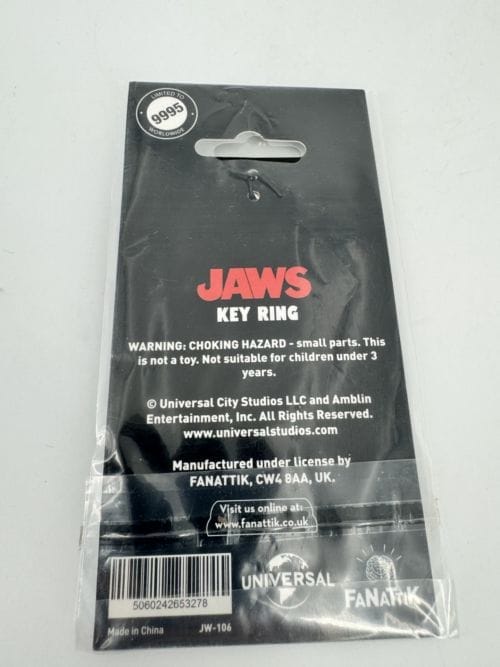 LIMITED TO
9995
WORLDWIDE
JAWS
KEY RING
WARNING: CHOKING HAZARD - small parts. This
is not a toy. Not suitable for children under 3
years.
© Universal City Studios LLC and Amblin
Entertainment, Inc. All Rights Reserved.
www.universalstudios.com
Manufactured under license by
FANATTIK, CW4 8AA, UK.
Visit us online at:
www.fanattik.co.uk
UNIVERSAL
FANATTIK
5060242653278
Made in China
JW-106